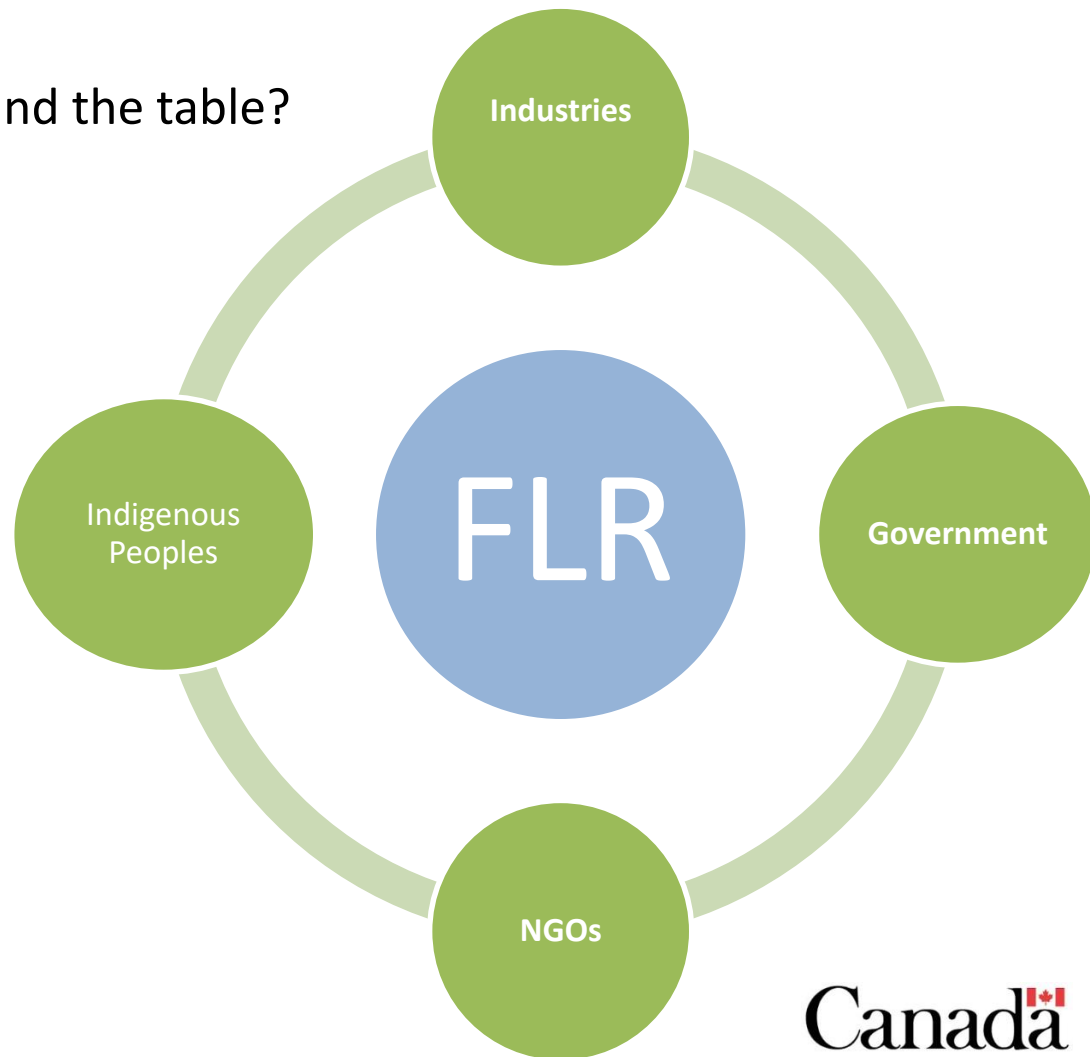 nd the table?
Industries
Indigenous
Peoples
FLR
Government
NGOs
Canada